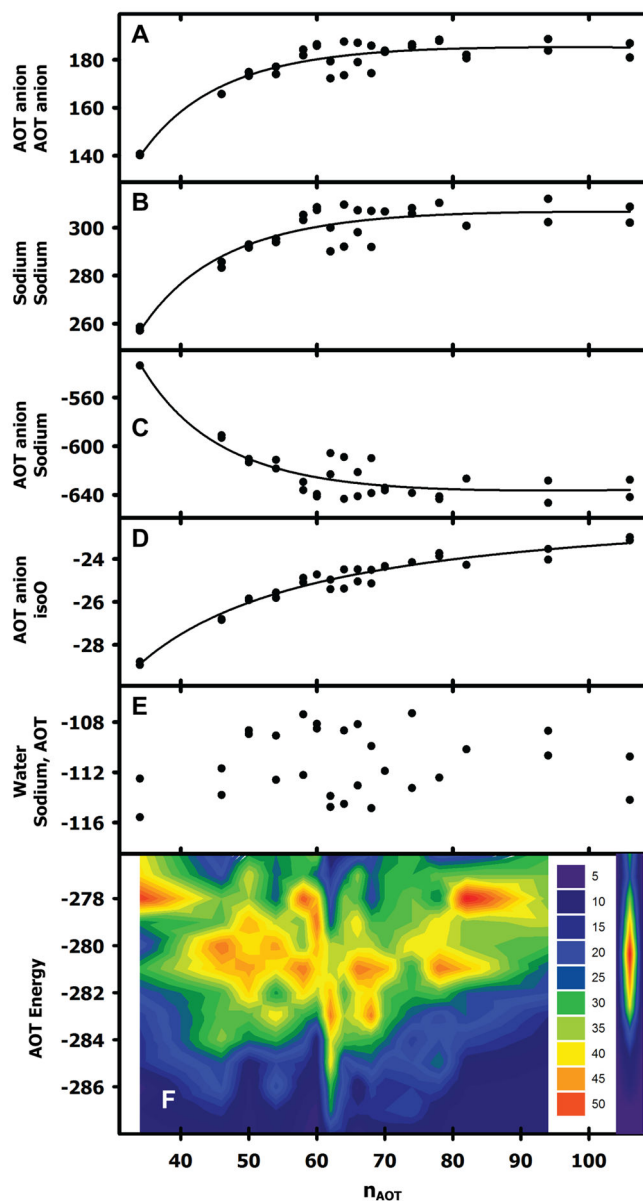 A
AOT anion
AOT anion
180
160
140
B
Sodium
Sodium
300
280
260
C
AOT anion
Sodium
-560
-600
-640
D
AOT anion
isoO
-24
-26
-28
E
Water
Sodium, AOT
-108
-112
-116
F
AOT Energy
-278
-280
-282
-284
-286
5
10
15
20
25
30
35
40
45
50
40 50 60 70 80 90 100
nAOT